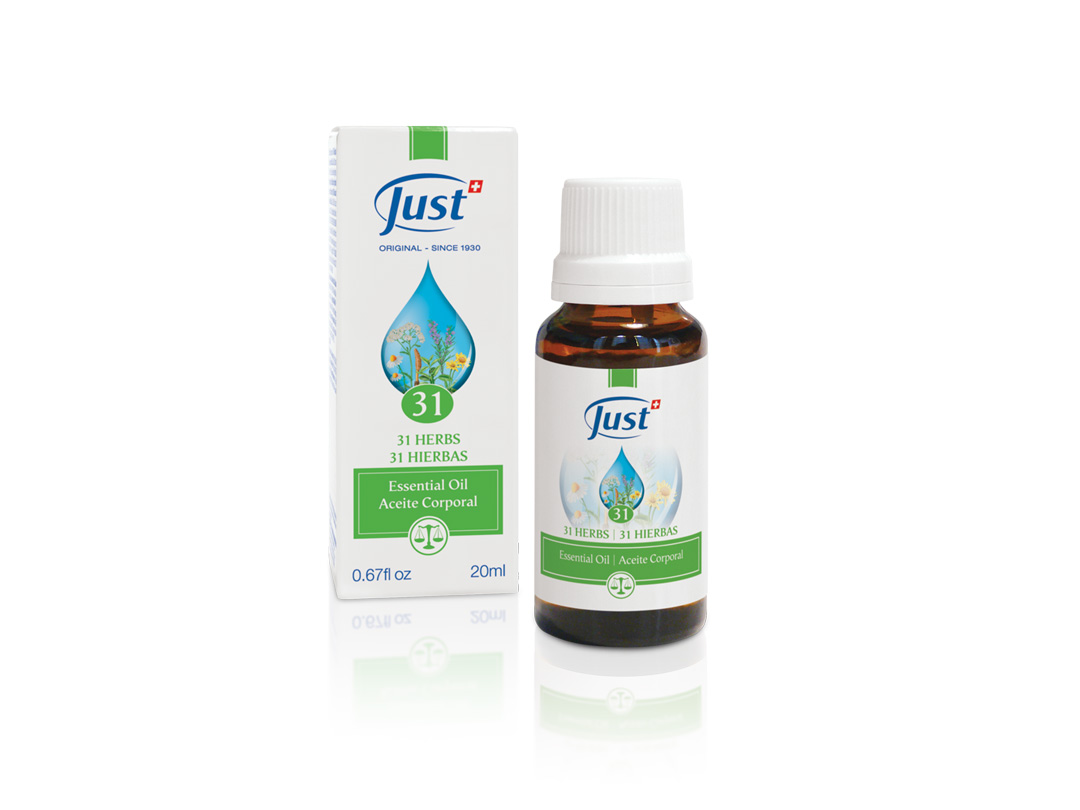 Just
ORIGINAL - SINCE 1930
31
31 HERBS
31 HIERBAS
Essential Oil
Aceite Corporal
0.67fl oz 20ml
Just
31
31 HERBS | 31 HIERBAS
Essential Oil | Aceite Corporal